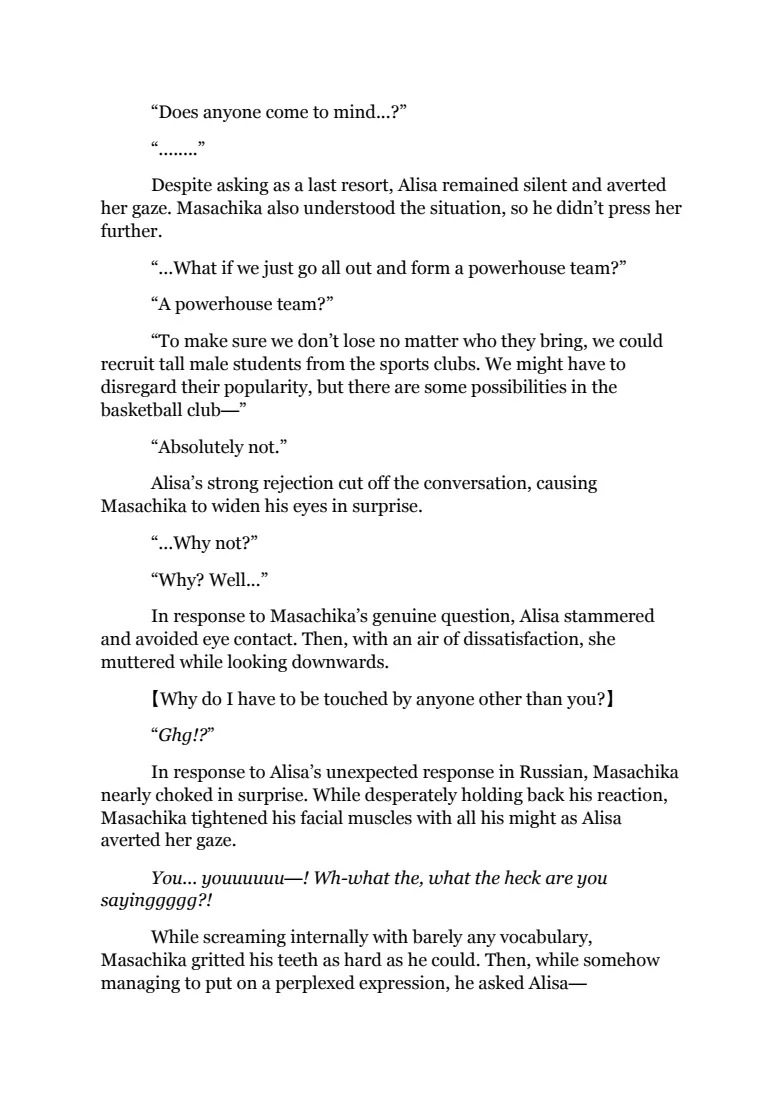 “Does anyone come to mind…?”
“……..”
Despite asking as a last resort, Alisa remained silent and averted
her gaze. Masachika also understood the situation, so he didn’t press her
further.
“…What if we just go all out and form a powerhouse team?”
“A powerhouse team?”
“To make sure we don’t lose no matter who they bring, we could
recruit tall male students from the sports clubs. We might have to
disregard their popularity, but there are some possibilities in the
basketball club—”
“Absolutely not.”
Alisa’s strong rejection cut off the conversation, causing
Masachika to widen his eyes in surprise.
“…Why not?”
“Why? Well…”
In response to Masachika’s genuine question, Alisa stammered
and avoided eye contact. Then, with an air of dissatisfaction, she
muttered while looking downwards.
【Why do I have to be touched by anyone other than you?】
“Ghg!?”
In response to Alisa’s unexpected response in Russian, Masachika
nearly choked in surprise. While desperately holding back his reaction,
Masachika tightened his facial muscles with all his might as Alisa
averted her gaze.
You… youuuuuu—! Wh-what the, what the heck are you
sayinggggg?!
While screaming internally with barely any vocabulary,
Masachika gritted his teeth as hard as he could. Then, while somehow
managing to put on a perplexed expression, he asked Alisa—